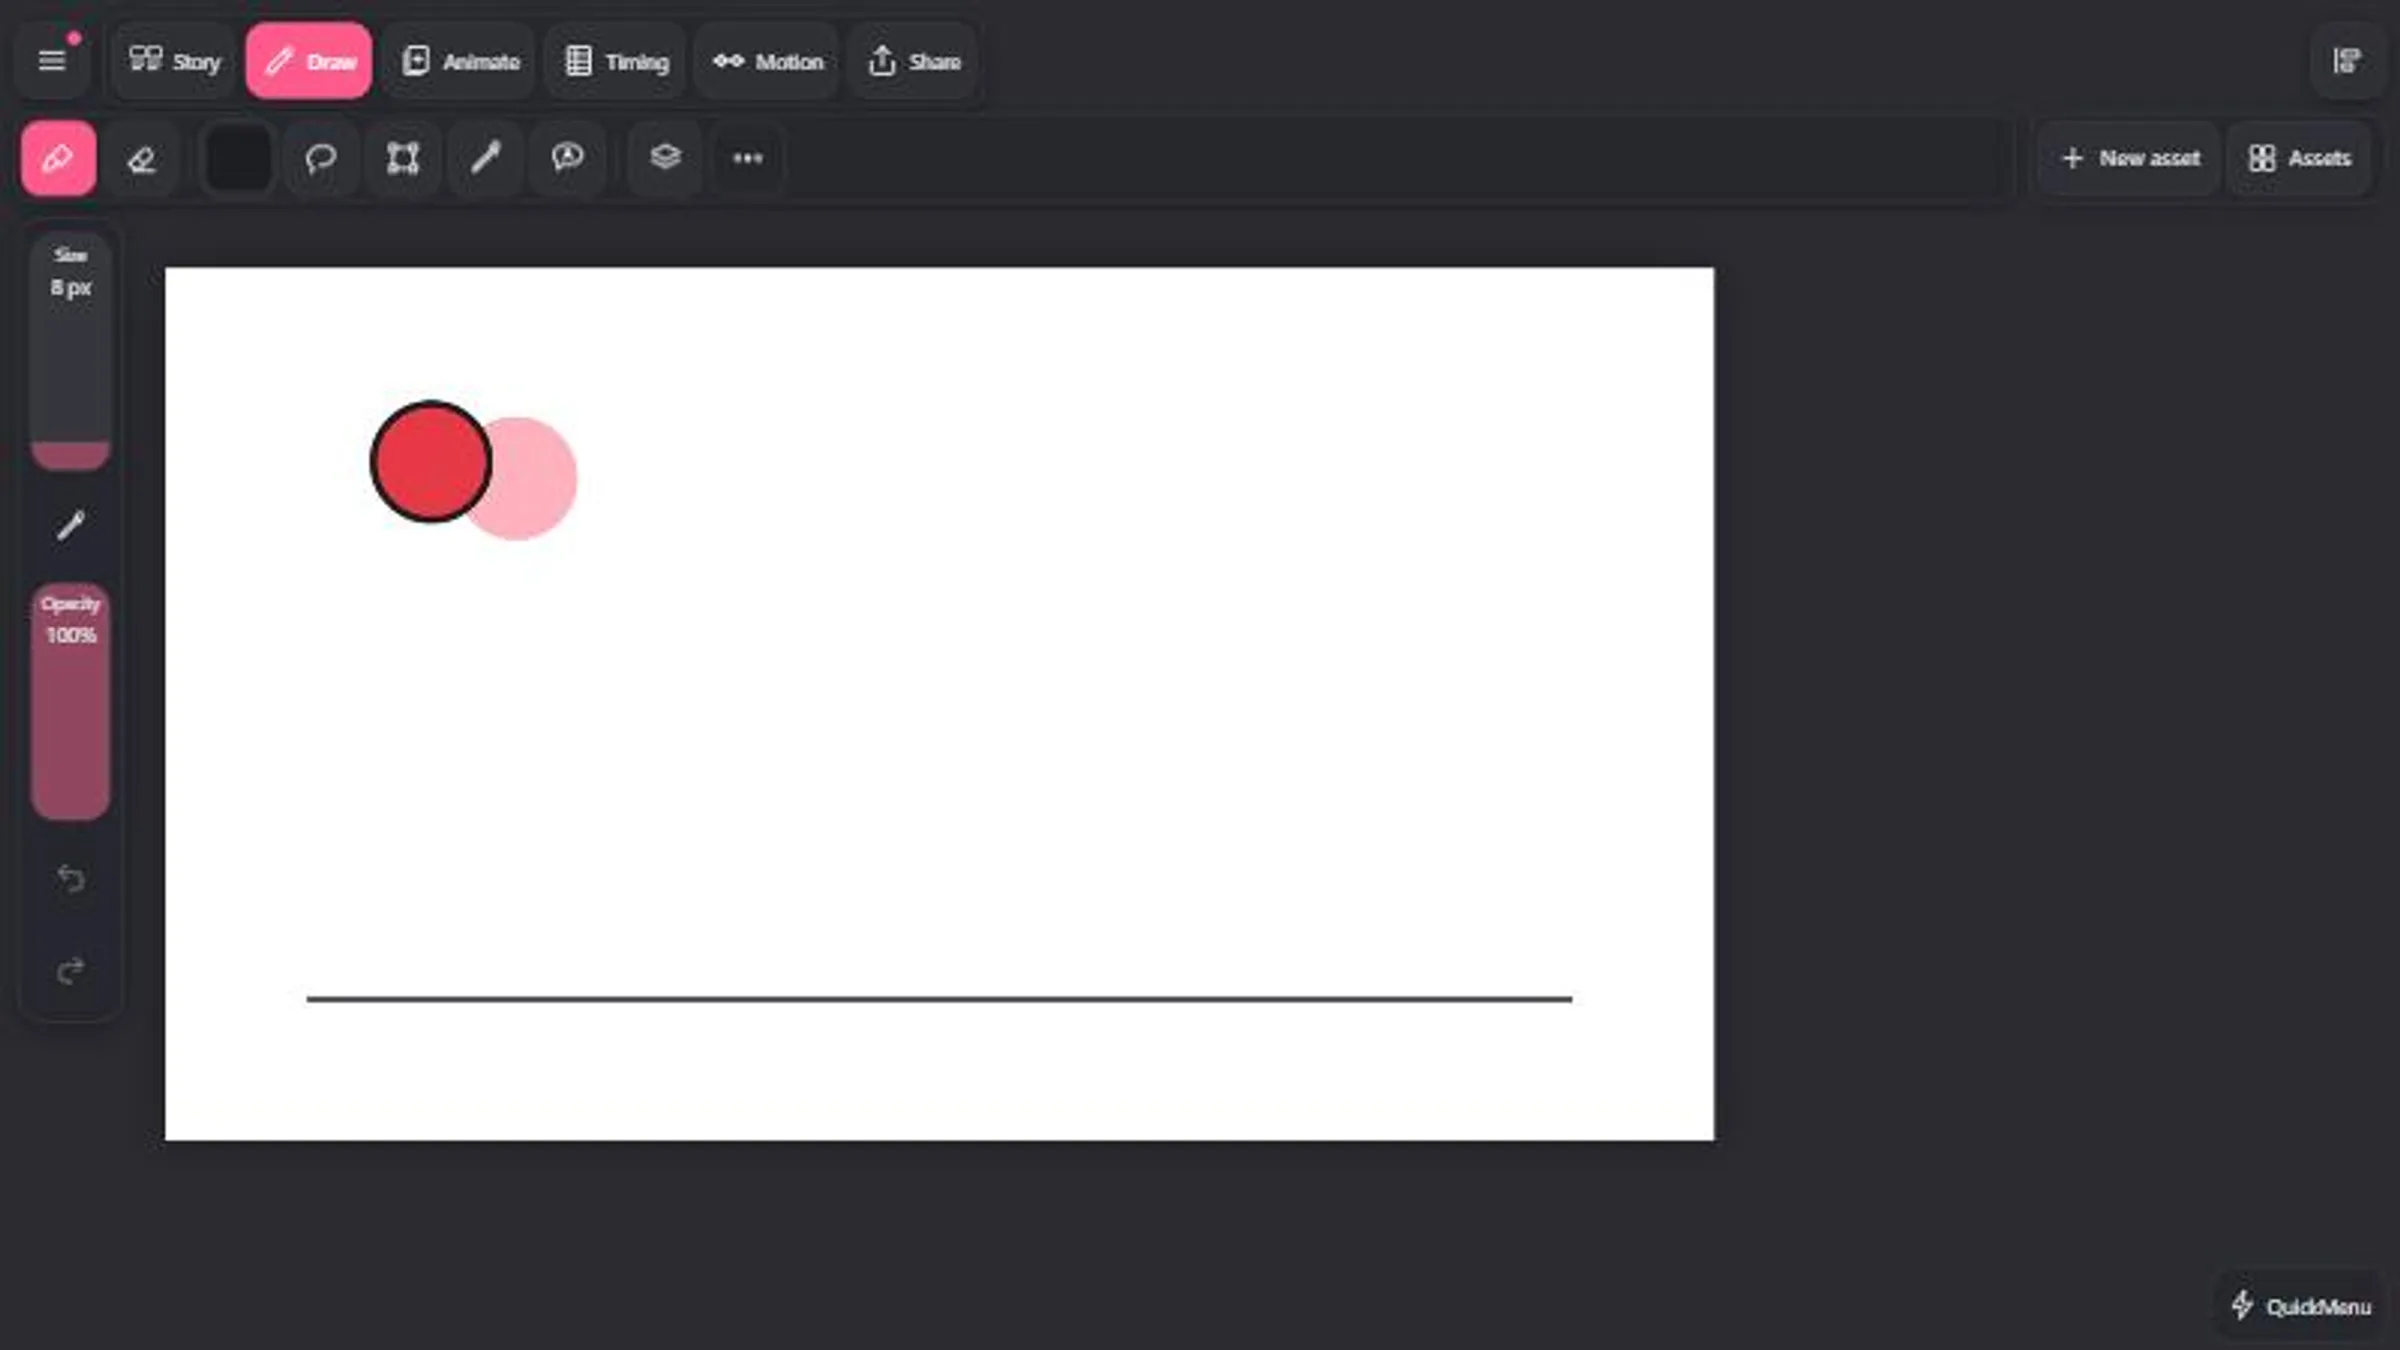 Story Draw Animate Timing Motion Share
New asset Assets
Size
8 px
Opacity
100%
QuickMenu